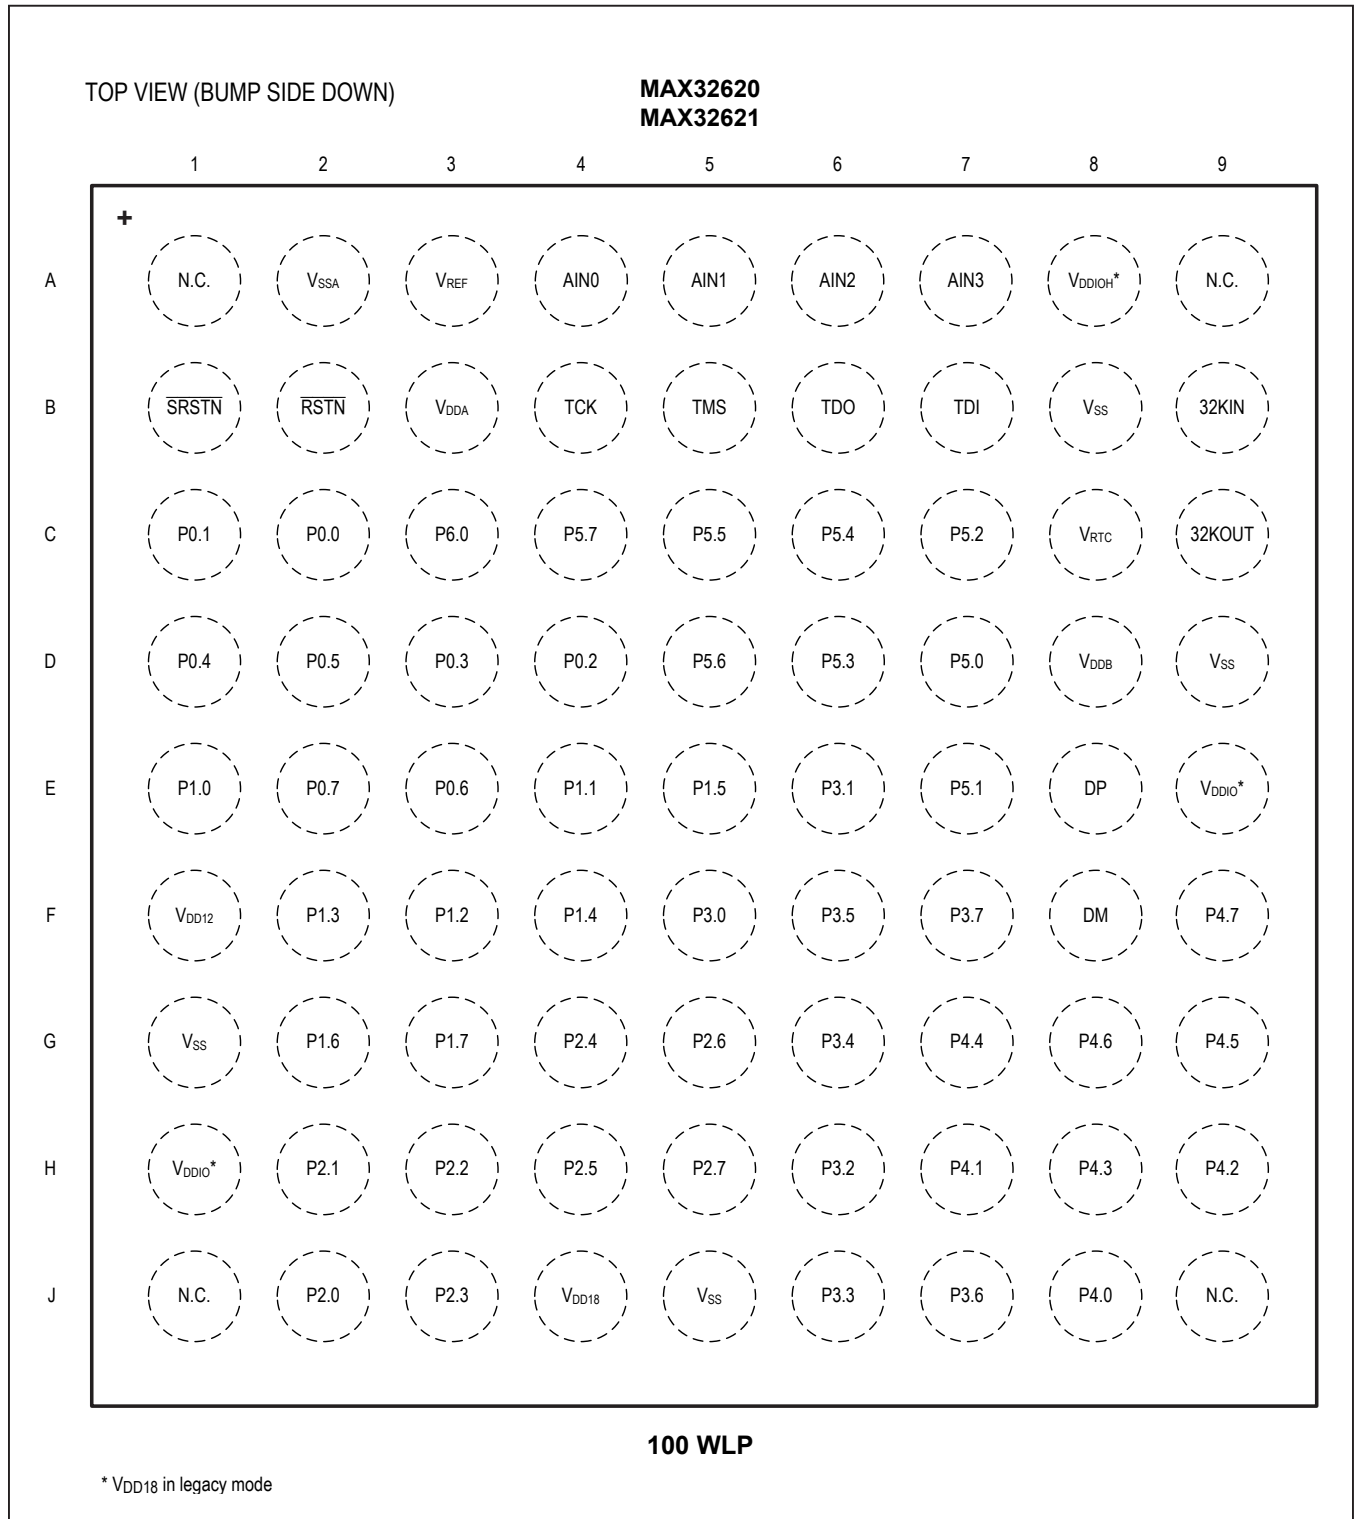 TOP VIEW (BUMP SIDE DOWN)
MAX32620
MAX32621
1 2 3 4 5 6 7 8 9
+
A N.C. VSSA VREF AIN0 AIN1 AIN2 AIN3 VDDIOH* N.C.
B SRSTN RSTN VDDA TCK TMS TDO TDI VSS 32KIN
C P0.1 P0.0 P6.0 P5.7 P5.5 P5.4 P5.2 VRTC 32KOUT
D P0.4 P0.5 P0.3 P0.2 P5.6 P5.3 P5.0 VDDB VSS
E P1.0 P0.7 P0.6 P1.1 P1.5 P3.1 P5.1 DP VDDIO*
F VDD12 P1.3 P1.2 P1.4 P3.0 P3.5 P3.7 DM P4.7
G VSS P1.6 P1.7 P2.4 P2.6 P3.4 P4.4 P4.6 P4.5
H VDDIO* P2.1 P2.2 P2.5 P2.7 P3.2 P4.1 P4.3 P4.2
J N.C. P2.0 P2.3 VDD18 VSS P3.3 P3.6 P4.0 N.C.
100 WLP
* VDD18 in legacy mode